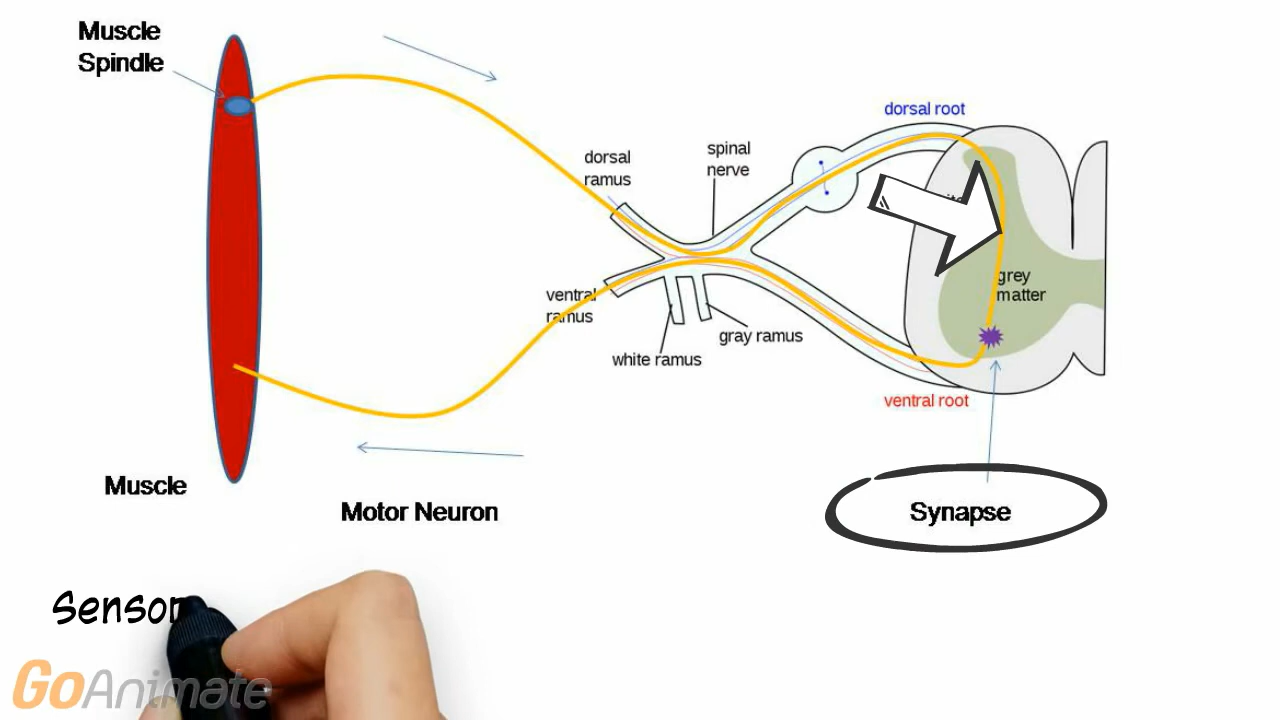 Muscle
Spindle
dorsal root
dorsal
ramus
spinal
nerve
grey
matter
ventral
ramus
gray ramus
white ramus
ventral root
Muscle
Motor Neuron
Synapse
Sensor
GoAnimate